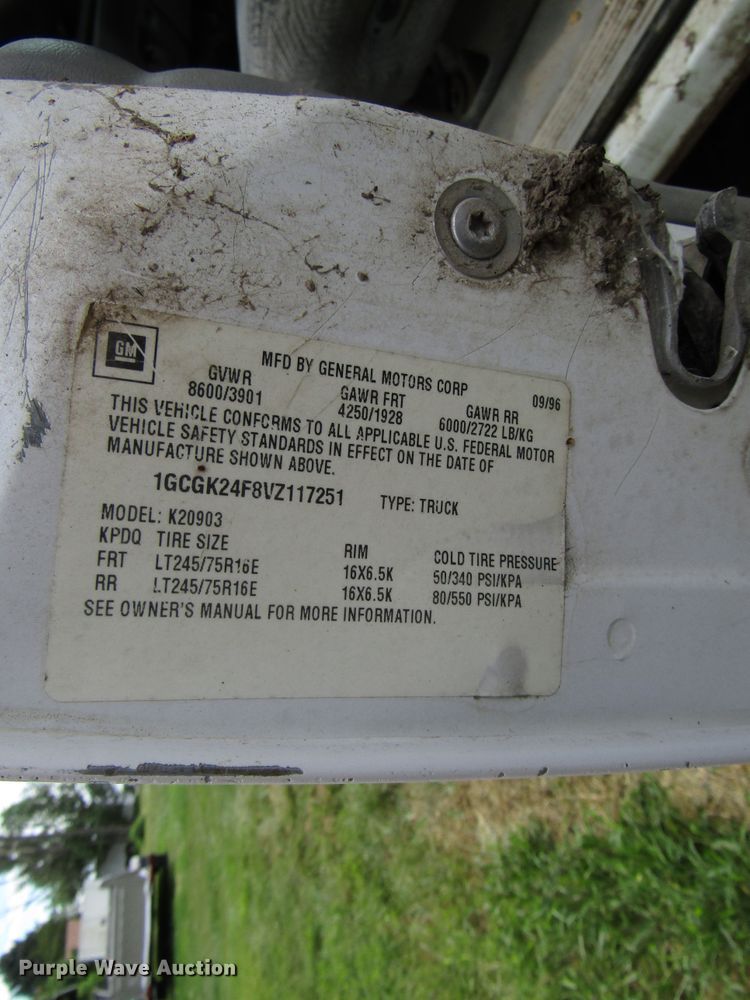 GM
MFD BY GENERAL MOTORS CORP 09/96
GVWR GAWR FRT GAWR RR
8600/3901 4250/1928 6000/2722 LB/KG
THIS VEHICLE CONFORMS TO ALL APPLICABLE U.S. FEDERAL MOTOR
VEHICLE SAFETY STANDARDS IN EFFECT ON THE DATE OF
MANUFACTURE SHOWN ABOVE.
1GCGK24F8VZ117251 TYPE: TRUCK
MODEL: K20903
KPDQ TIRE SIZE RIM COLD TIRE PRESSURE
FRT LT245/75R16E 16X6.5K 50/340 PSI/KPA
RR LT245/75R16E 16X6.5K 80/550 PSI/KPA
SEE OWNER'S MANUAL FOR MORE INFORMATION.
Purple Wave Auction